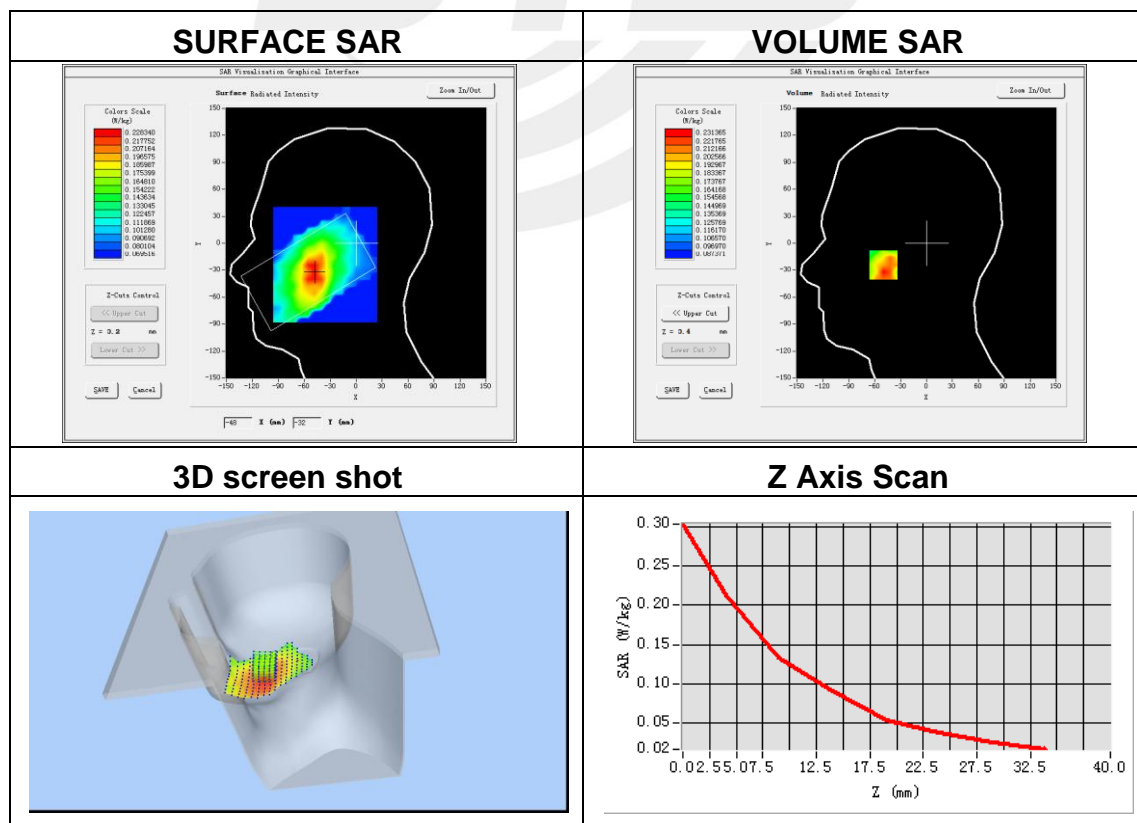 SURFACE SAR
VOLUME SAR
SAR Visualisation Graphical Interface
Surface Radiated Intensity
Zoom In/Out
Colors Scale
(W/kg)
0.228340
0.217752
0.207164
0.196575
0.185987
0.175399
0.164810
0.154222
0.143634
0.133045
0.122457
0.111869
0.101280
0.090692
0.080104
0.069516
Z-Cuts Control
<< Upper Cut
Z = 3.2 mm
Lower Cut >>
SAVE Cancel
150
120
90
60
30
0
-30
-60
-90
-120
-150
Y
-150 -120 -90 -60 -30 0 30 60 90 120 150
X
-48 X (mm) -32 Y (mm)
SAR Visualisation Graphical Interface
Volume Radiated Intensity
Zoom In/Out
Colors Scale
(W/kg)
0.231365
0.221765
0.212166
0.202566
0.192967
0.183367
0.173767
0.164168
0.154568
0.144969
0.135369
0.125769
0.116170
0.106570
0.096970
0.087371
Z-Cuts Control
<< Upper Cut
Z = 3.4 mm
Lower Cut >>
SAVE Cancel
150
120
90
60
30
0
-30
-60
-90
-120
-150
Y
-150 -120 -90 -60 -30 0 30 60 90 120 150
X
3D screen shot
Z Axis Scan
0.30
0.25
0.20
0.15
0.10
0.05
0.02
SAR (W/kg)
0.0 2.5 5.0 7.5 12.5 17.5 22.5 27.5 32.5 40.0
Z (mm)